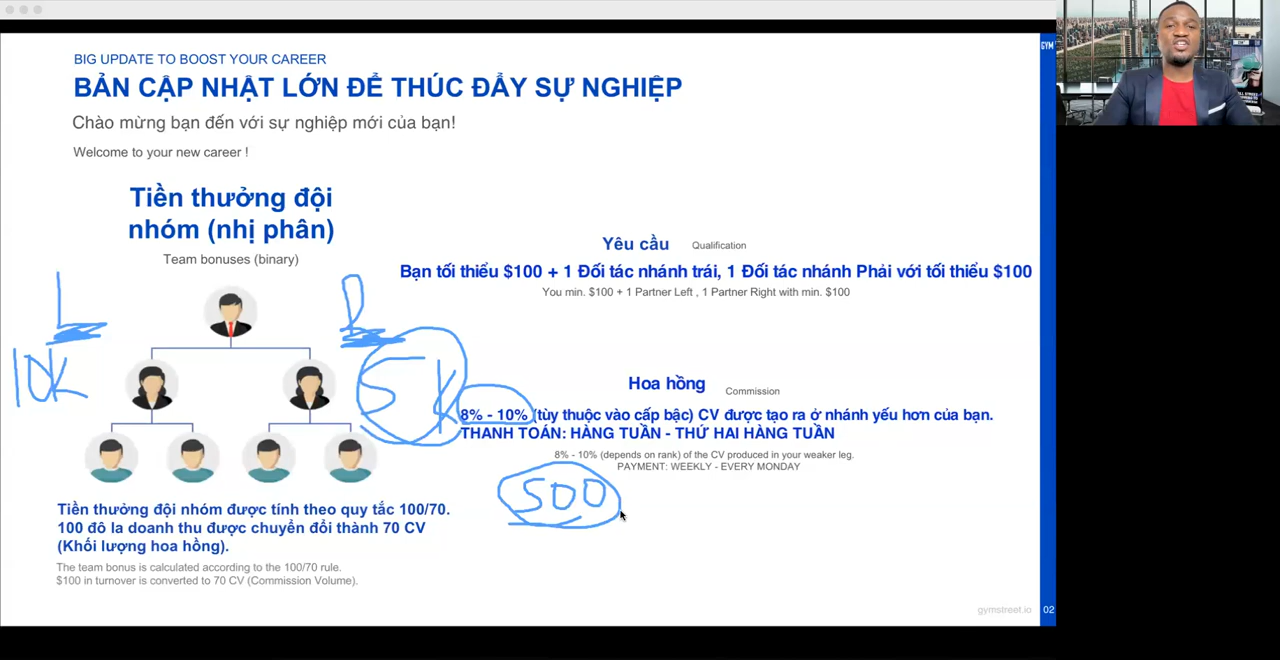 BIG UPDATE TO BOOST YOUR CAREER
BẢN CẬP NHẬT LỚN ĐỂ THÚC ĐẨY SỰ NGHIỆP
Chào mừng bạn đến với sự nghiệp mới của bạn!
Welcome to your new career !
Tiền thưởng đội
nhóm (nhị phân)
Team bonuses (binary)
L
R
10K
5K
Tiền thưởng đội nhóm được tính theo quy tắc 100/70.
100 đô la doanh thu được chuyển đổi thành 70 CV
(Khối lượng hoa hồng).
The team bonus is calculated according to the 100/70 rule.
$100 in turnover is converted to 70 CV (Commission Volume).
Yêu cầu Qualification
Bạn tối thiểu $100 + 1 Đối tác nhánh trái, 1 Đối tác nhánh Phải với tối thiểu $100
You min. $100 + 1 Partner Left , 1 Partner Right with min. $100
Hoa hồng Commission
8% - 10% (tùy thuộc vào cấp bậc) CV được tạo ra ở nhánh yếu hơn của bạn.
THANH TOÁN: HÀNG TUẦN - THỨ HAI HÀNG TUẦN
8% - 10% (depends on rank) of the CV produced in your weaker leg.
PAYMENT: WEEKLY - EVERY MONDAY
500
GYM
gymstreet.io 02